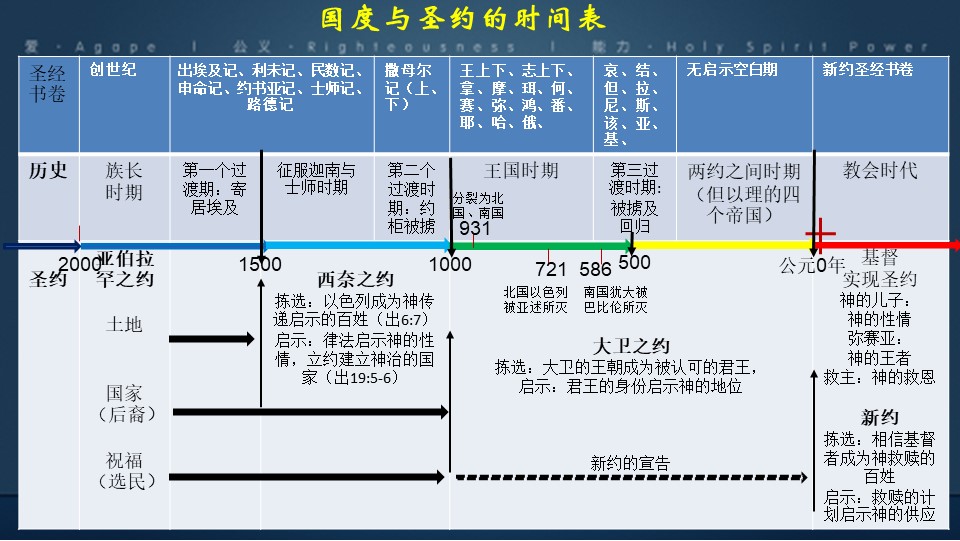 国度与圣约的时间表
爱 · Agape | 公义 · Righteousness | 能力 · Holy Spirit Power
圣经
书卷
创世纪
出埃及记、利未记、民数记、
申命记、约书亚记、士师记、
路德记
撒母尔
记（上、
下）
王上下、志上下、
拿、摩、珥、何、
赛、弥、鸿、番、
耶、哈、俄、
哀、结、
但、拉、
尼、斯、
该、亚、
基、
无启示空白期
新约圣经书卷
历史
族长
时期
第一个过
渡期：寄
居埃及
征服迦南与
士师时期
第二个
过渡时
期：约
柜被掳
王国时期
分裂为北
国、南国
931
第三过
渡时期:
被掳及
回归
两约之间时期
（但以理的四
个帝国）
教会时代
2000
1500
1000
721
586
500
公元0年
北国以色列
被亚述所灭
南国犹大被
巴比伦所灭
圣约
亚伯拉
罕之约
土地
国家
（后裔）
祝福
（选民）
西奈之约
拣选：以色列成为神传
递启示的百姓（出6:7）
启示：律法启示神的性
情，立约建立神治的国
家（出19:5-6）
大卫之约
拣选：大卫的王朝成为被认可的君王，
启示：君王的身份启示神的地位
新约的宣告
基督
实现圣约
神的儿子：
神的性情
弥赛亚：
神的王者
救主：神的救恩
新约
拣选：相信基督
者成为神救赎的
百姓
启示：救赎的计
划启示神的供应